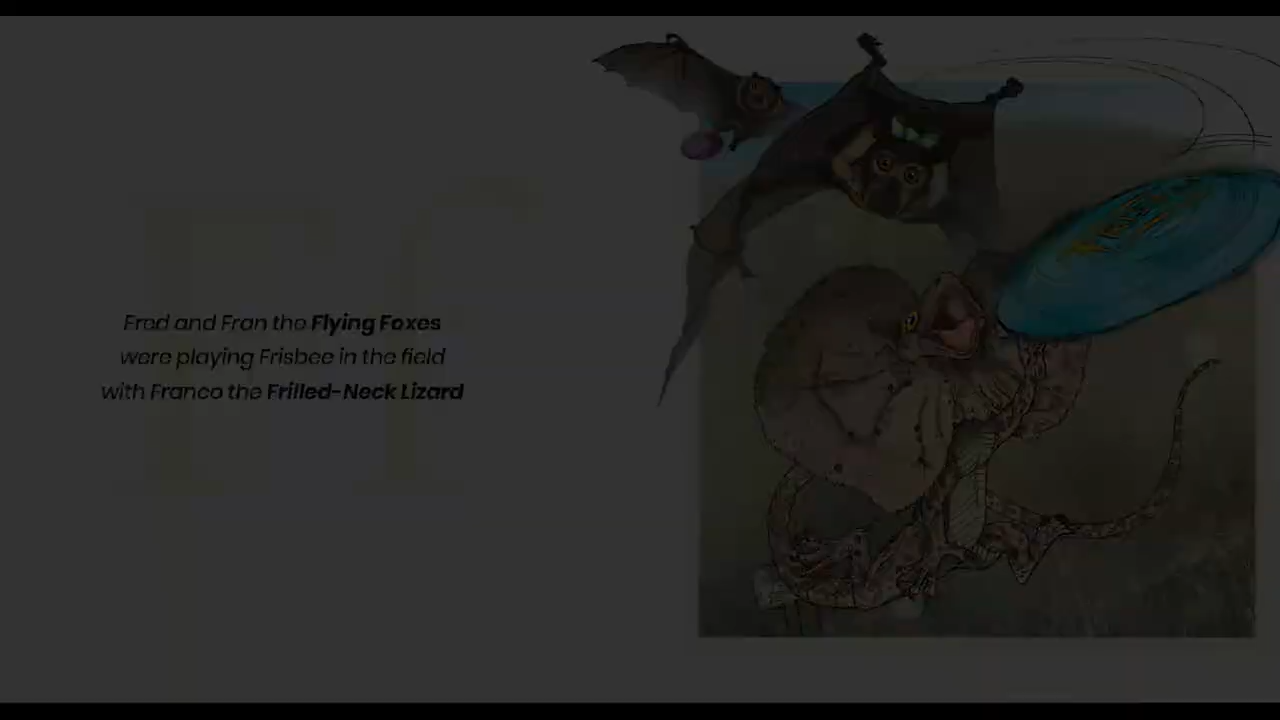 Fred and Fran the Flying Foxes
were playing Frisbee in the field
with Franco the Frilled-Neck Lizard